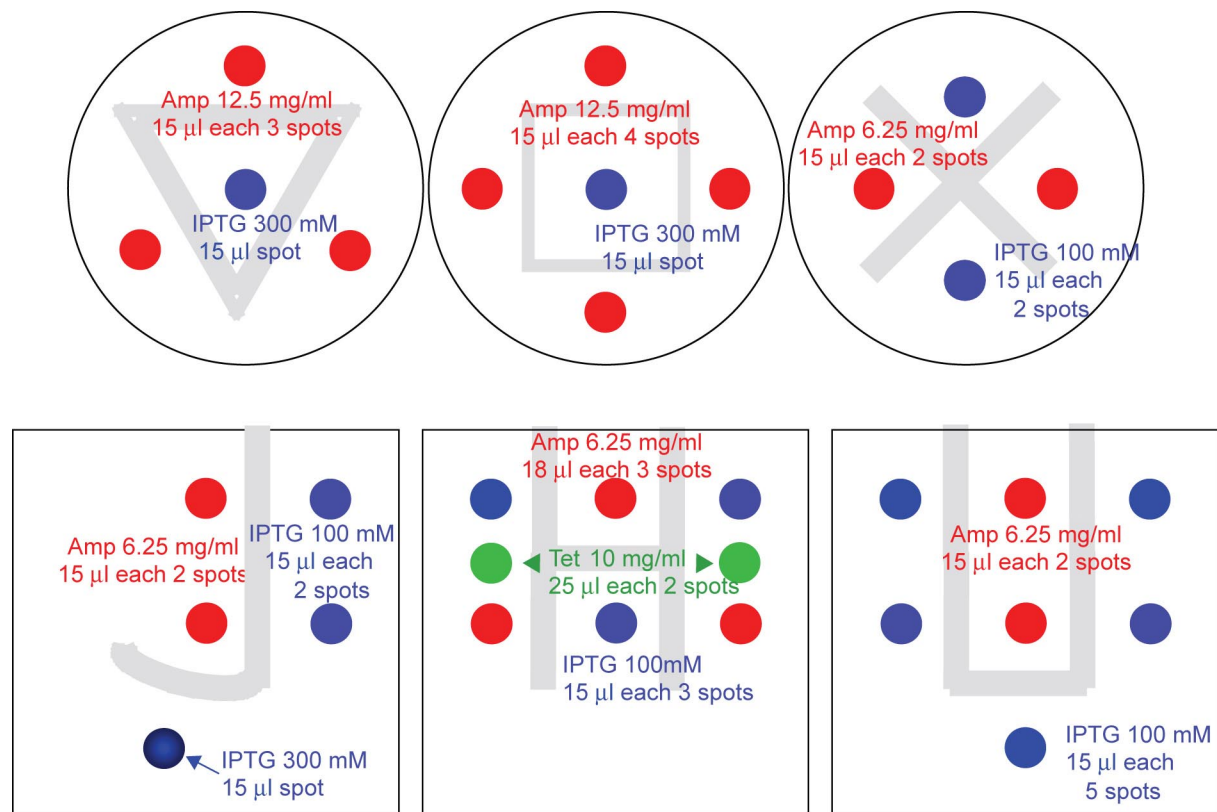 Amp 12.5 mg/ml
15 µl each 3 spots
IPTG 300 mM
15 µl spot
Amp 12.5 mg/ml
15 µl each 4 spots
IPTG 300 mM
15 µl spot
Amp 6.25 mg/ml
15 µl each 2 spots
IPTG 100 mM
15 µl each
2 spots
Amp 6.25 mg/ml
15 µl each 2 spots
IPTG 100 mM
15 µl each
2 spots
IPTG 300 mM
15 µl spot
Amp 6.25 mg/ml
18 µl each 3 spots
Tet 10 mg/ml
25 µl each 2 spots
IPTG 100mM
15 µl each 3 spots
Amp 6.25 mg/ml
15 µl each 2 spots
IPTG 100 mM
15 µl each
5 spots